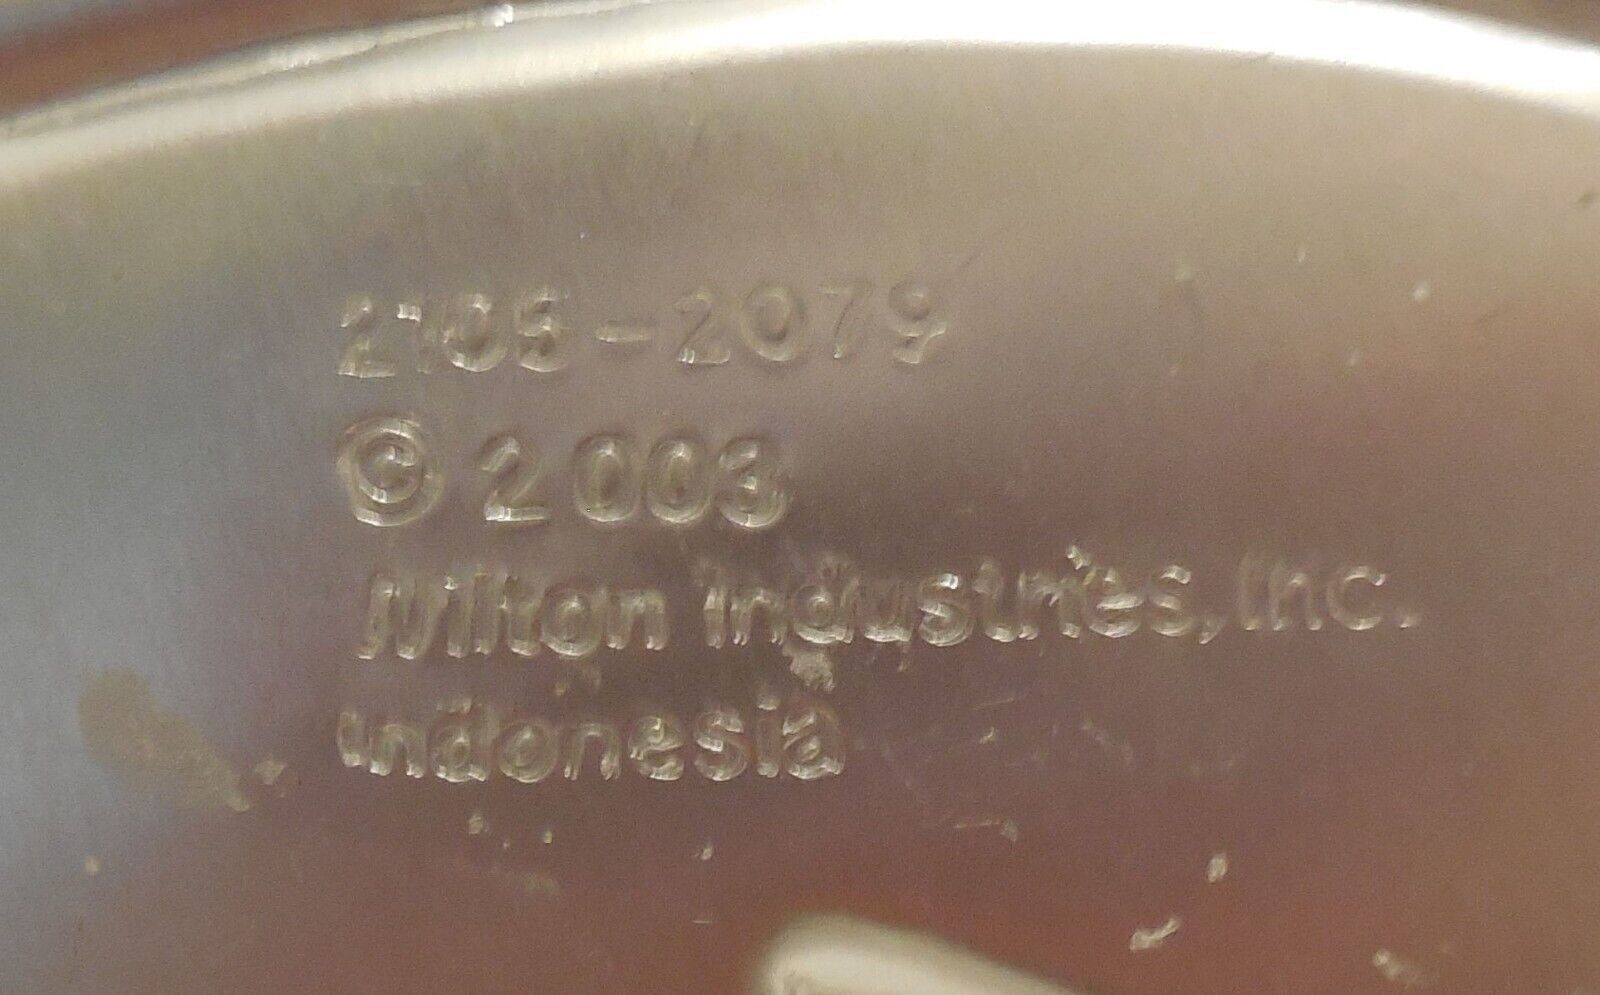 2105-2079
© 2003
Wilton Industries, Inc.
Indonesia